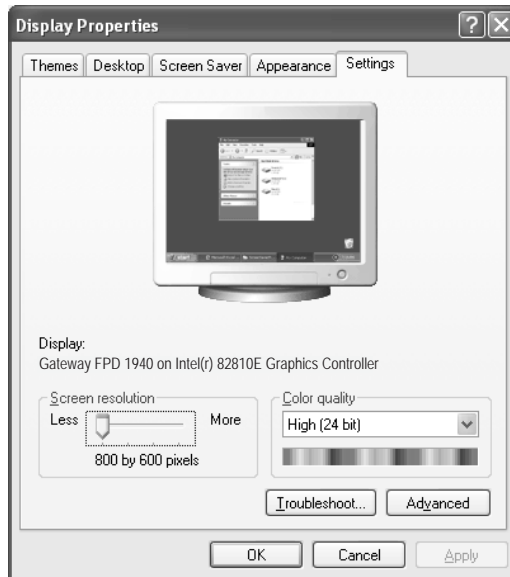 Display Properties
Themes Desktop Screen Saver Appearance Settings
Display:
Gateway FPD 1940 on Intel(r) 82810E Graphics Controller
Screen resolution
Less More
800 by 600 pixels
Color quality
High (24 bit)
Troubleshoot... Advanced
OK Cancel Apply